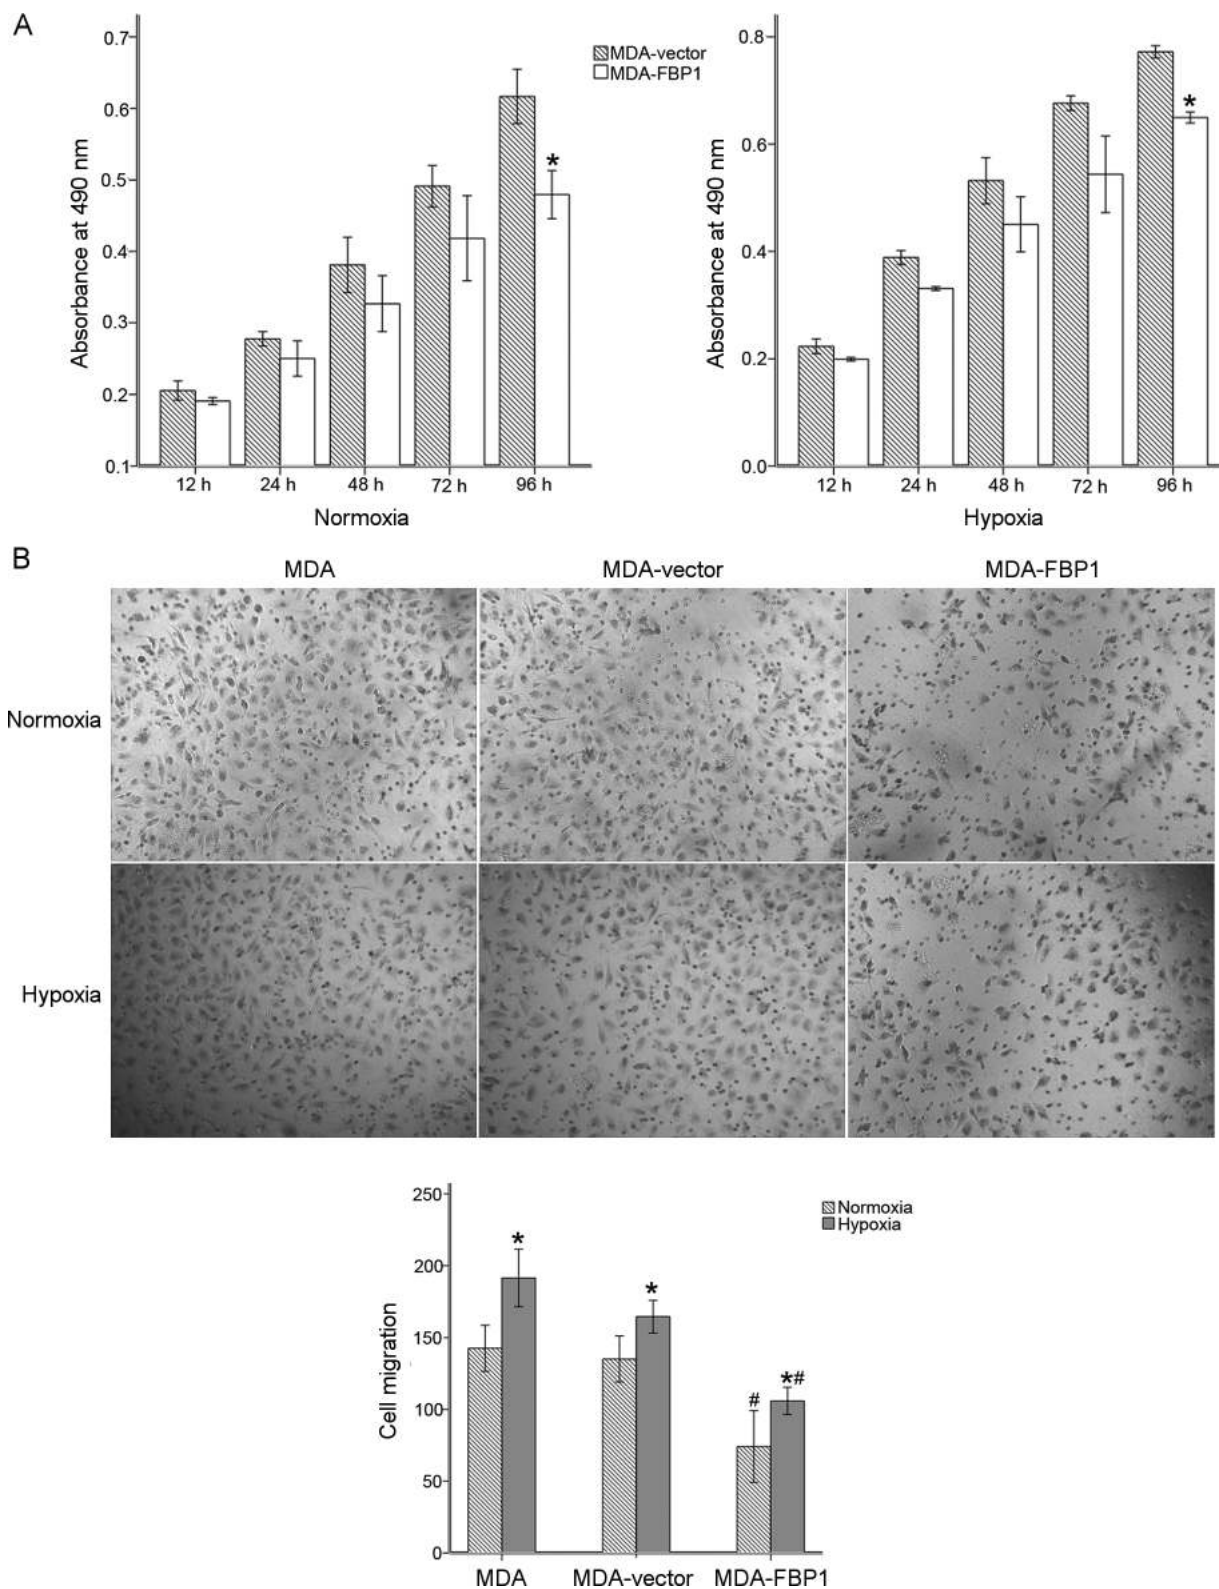 A
Absorbance at 490 nm
0.7
0.6
0.5
0.4
0.3
0.2
0.1
*
12 h
24 h
48 h
72 h
96 h
Normoxia
MDA-vector
MDA-FBP1
Absorbance at 490 nm
0.8
0.6
0.4
0.2
0.0
*
12 h
24 h
48 h
72 h
96 h
Hypoxia
B
MDA
MDA-vector
MDA-FBP1
Normoxia
Hypoxia
Cell migration
250
200
150
100
50
0
*
*
#
*#
Normoxia
Hypoxia
MDA
MDA-vector
MDA-FBP1